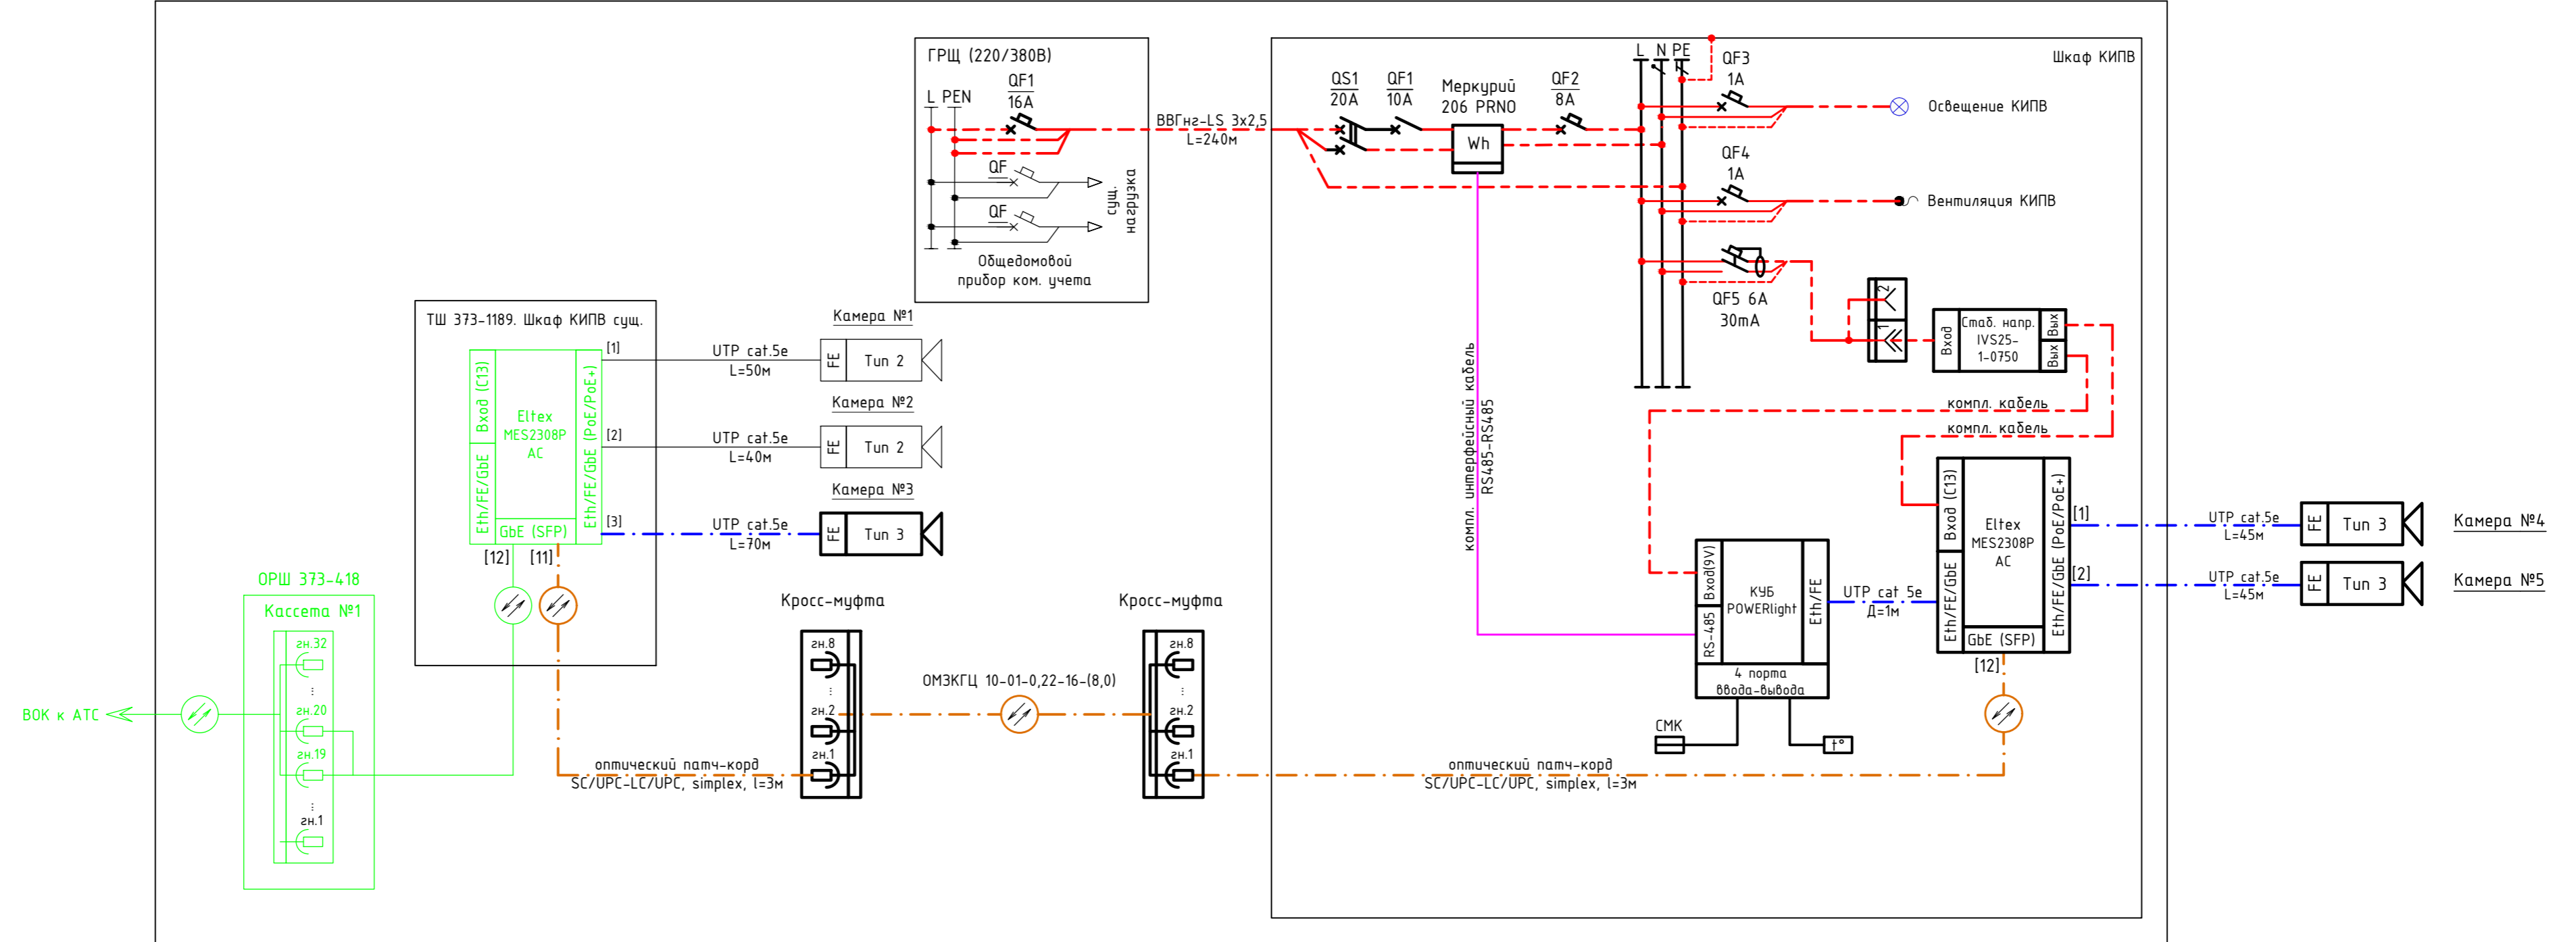 ГРЩ (220/380В)
QF1
16А
L PEN
QF
QF
сущ.
нагрузка
Общедомовой
прибор ком. учета
ВВГнг-LS 3х2,5
L=240м
Шкаф КИПВ
QS1
20А
QF1
10А
Меркурий
206 PRNO
Wh
QF2
8А
L N PE
QF3
1А
Освещение КИПВ
QF4
1А
Вентиляция КИПВ
QF5 6А
30mA
2
1
Вход
Стаб. напр.
IVS25-
1-0750
Вых
Вых
компл. кабель
компл. кабель
компл. интерфейсный кабель
RS485-RS485
ТШ 373-1189. Шкаф КИПВ сущ.
Вход (С13)
Eth/FE/GbE
Eltex
MES2308P
AC
Eth/FE/GbE (PoE/PoE+)
GbE (SFP)
[1]
[2]
[3]
[12]
[11]
Камера №1
UTP cat.5e
L=50м
FE
Тип 2
Камера №2
UTP cat.5e
L=40м
FE
Тип 2
Камера №3
UTP cat.5e
L=70м
FE
Тип 3
ОРШ 373-418
Кассета №1
гн.32
...
гн.20
гн.19
...
гн.1
ВОК к АТС
Кросс-муфта
гн.8
...
гн.2
гн.1
оптический патч-корд
SC/UPC-LC/UPC, simplex, l=3м
ОМЗКГЦ 10-01-0,22-16-(8,0)
Кросс-муфта
гн.8
...
гн.2
гн.1
оптический патч-корд
SC/UPC-LC/UPC, simplex, l=3м
Вход(9V)
RS-485
КУБ
POWERlight
Eth/FE
4 порта
ввода-вывода
СМК
t°
UTP cat 5e
Д=1м
Вход (С13)
Eth/FE/GbE
Eltex
MES2308P
AC
Eth/FE/GbE (PoE/PoE+)
GbE (SFP)
[12]
[1]
[2]
UTP cat.5e
L=45м
FE
Тип 3
Камера №4
UTP cat.5e
L=45м
FE
Тип 3
Камера №5